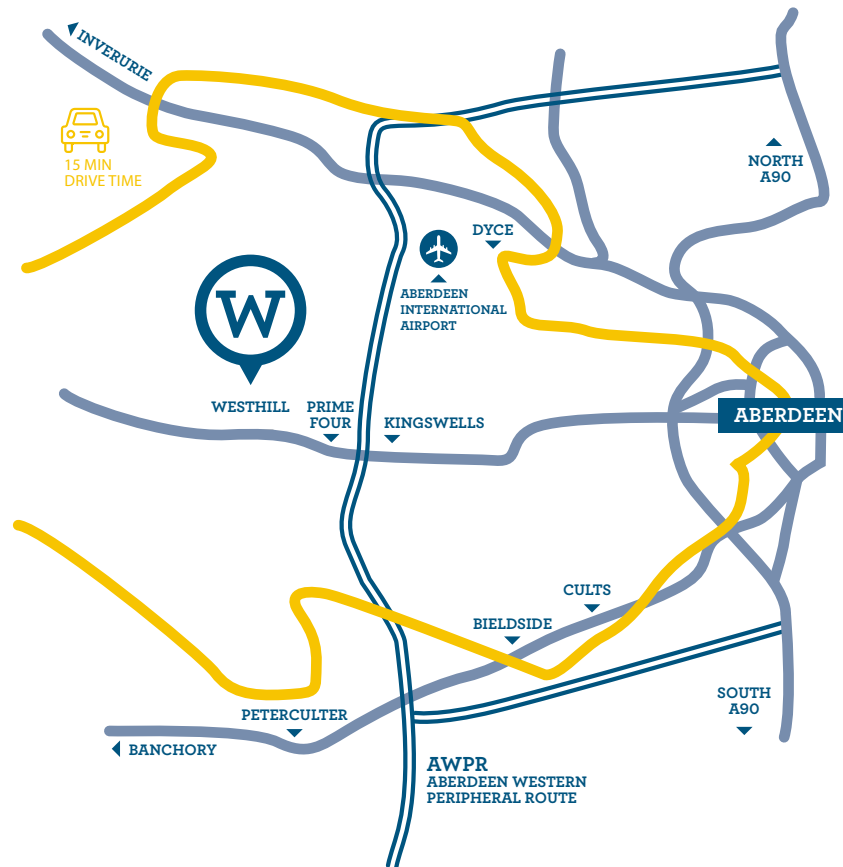 INVERURIE
15 MIN
DRIVE TIME
NORTH
A90
DYCE
ABERDEEN
INTERNATIONAL
AIRPORT
W
WESTHILL
PRIME
FOUR
KINGSWELLS
ABERDEEN
CULTS
BIELDSIDE
SOUTH
A90
PETERCULTER
BANCHORY
AWPR
ABERDEEN WESTERN
PERIPHERAL ROUTE